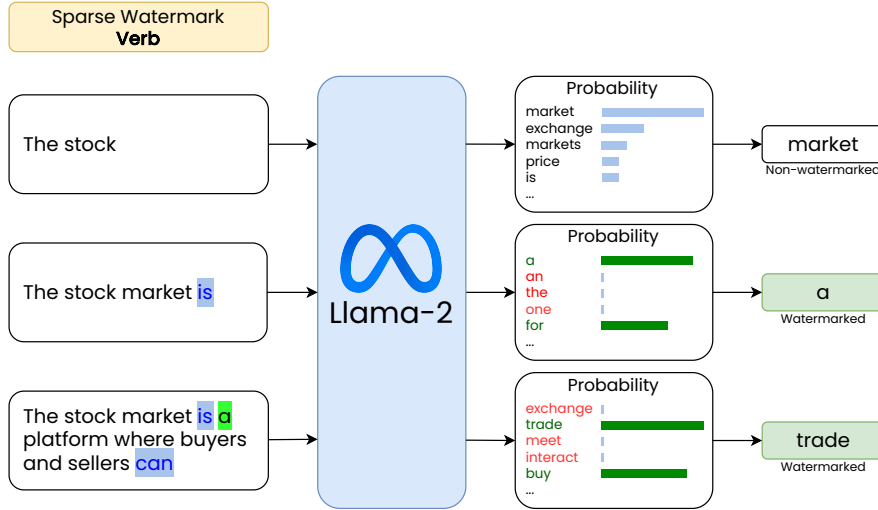 Sparse Watermark
Verb
The stock
The stock market is
The stock market is a
platform where buyers
and sellers can
Llama-2
Probability
market
exchange
markets
price
is
...
Probability
a
an
the
one
for
...
Probability
exchange
trade
meet
interact
buy
...
market
Non-watermarked
a
Watermarked
trade
Watermarked